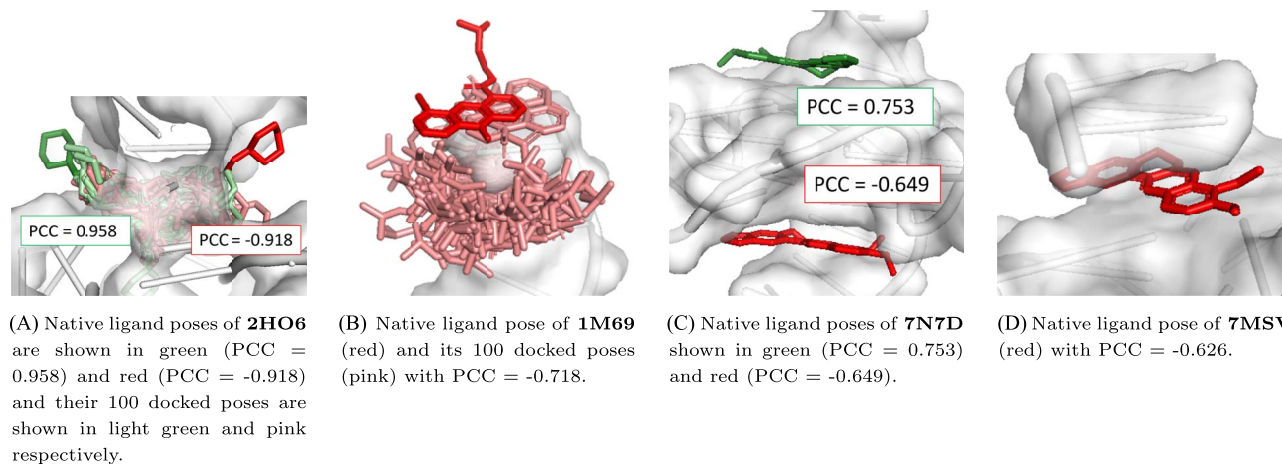 PCC = 0.958
PCC = -0.918
PCC = 0.753
PCC = -0.649
(A) Native ligand poses of 2HO6
are shown in green (PCC =
0.958) and red (PCC = -0.918)
and their 100 docked poses are
shown in light green and pink
respectively.
(B) Native ligand pose of 1M69
(red) and its 100 docked poses
(pink) with PCC = -0.718.
(C) Native ligand poses of 7N7D
shown in green (PCC = 0.753)
and red (PCC = -0.649).
(D) Native ligand pose of 7MSV
(red) with PCC = -0.626.